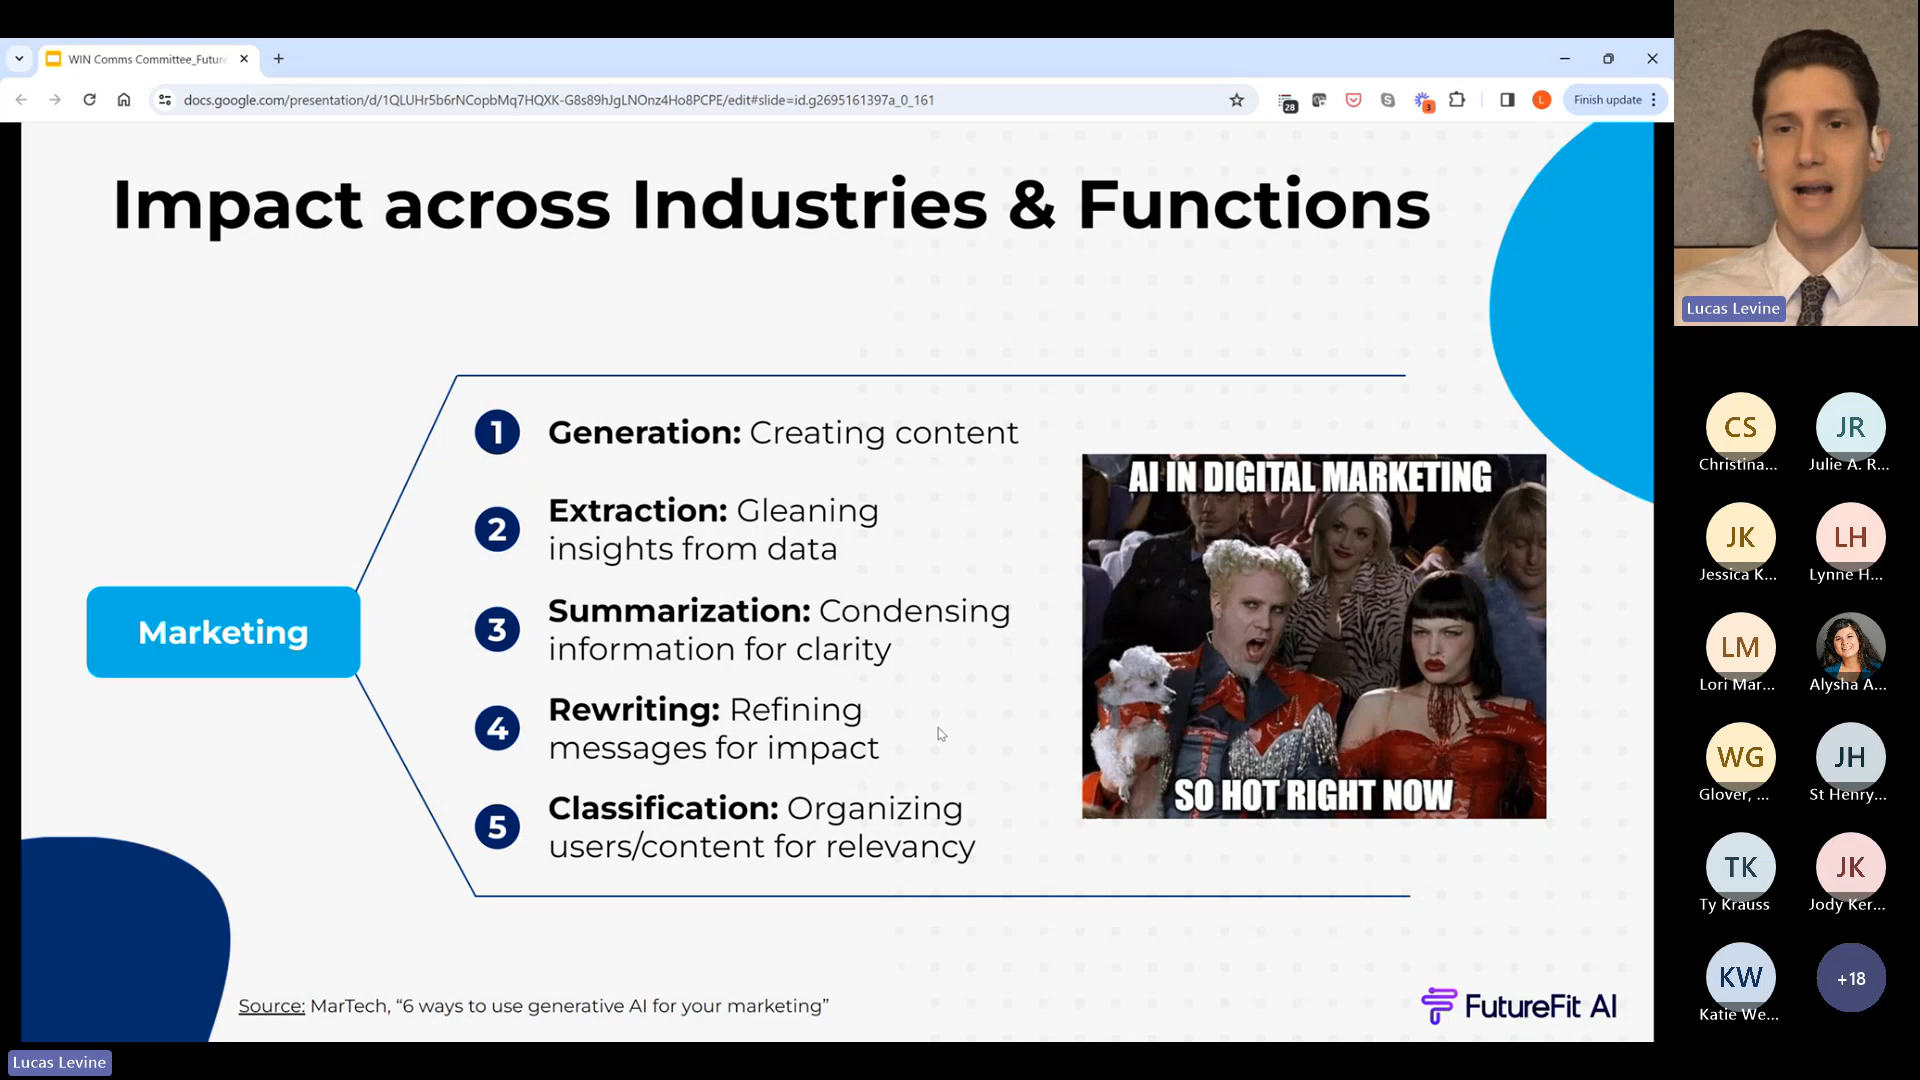 WIN Comms Committee_Future
docs.google.com/presentation/d/1QLUHr5b6rNCopbMq7HQXK-G8s89hJgLNOnz4Ho8PCPE/edit#slide=id.g2695161397a_0_161
28
3
L
Finish update
Impact across Industries & Functions
Marketing
1 Generation: Creating content
2 Extraction: Gleaning
insights from data
3 Summarization: Condensing
information for clarity
4 Rewriting: Refining
messages for impact
5 Classification: Organizing
users/content for relevancy
AI IN DIGITAL MARKETING
SO HOT RIGHT NOW
Source: MarTech, “6 ways to use generative AI for your marketing”
FutureFit AI
Lucas Levine
Lucas Levine
CS JR
Christina... Julie A. R...
JK LH
Jessica K... Lynne H...
LM
Lori Mar... Alysha A...
WG JH
Glover, ... St Henry...
TK JK
Ty Krauss Jody Ker...
KW +18
Katie We...